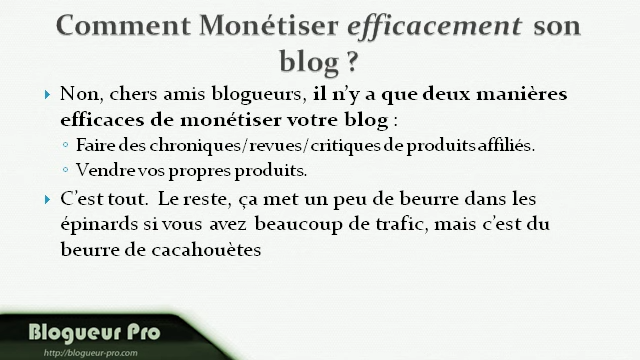 Comment Monétiser efficacement son
blog ?
Non, chers amis blogueurs, il n'y a que deux manières
efficaces de monétiser votre blog :
Faire des chroniques/revues/critiques de produits affiliés.
Vendre vos propres produits.
C'est tout. Le reste, ça met un peu de beurre dans les
épinards si vous avez beaucoup de trafic, mais c'est du
beurre de cacahouètes
Blogueur Pro
http://blogueur-pro.com